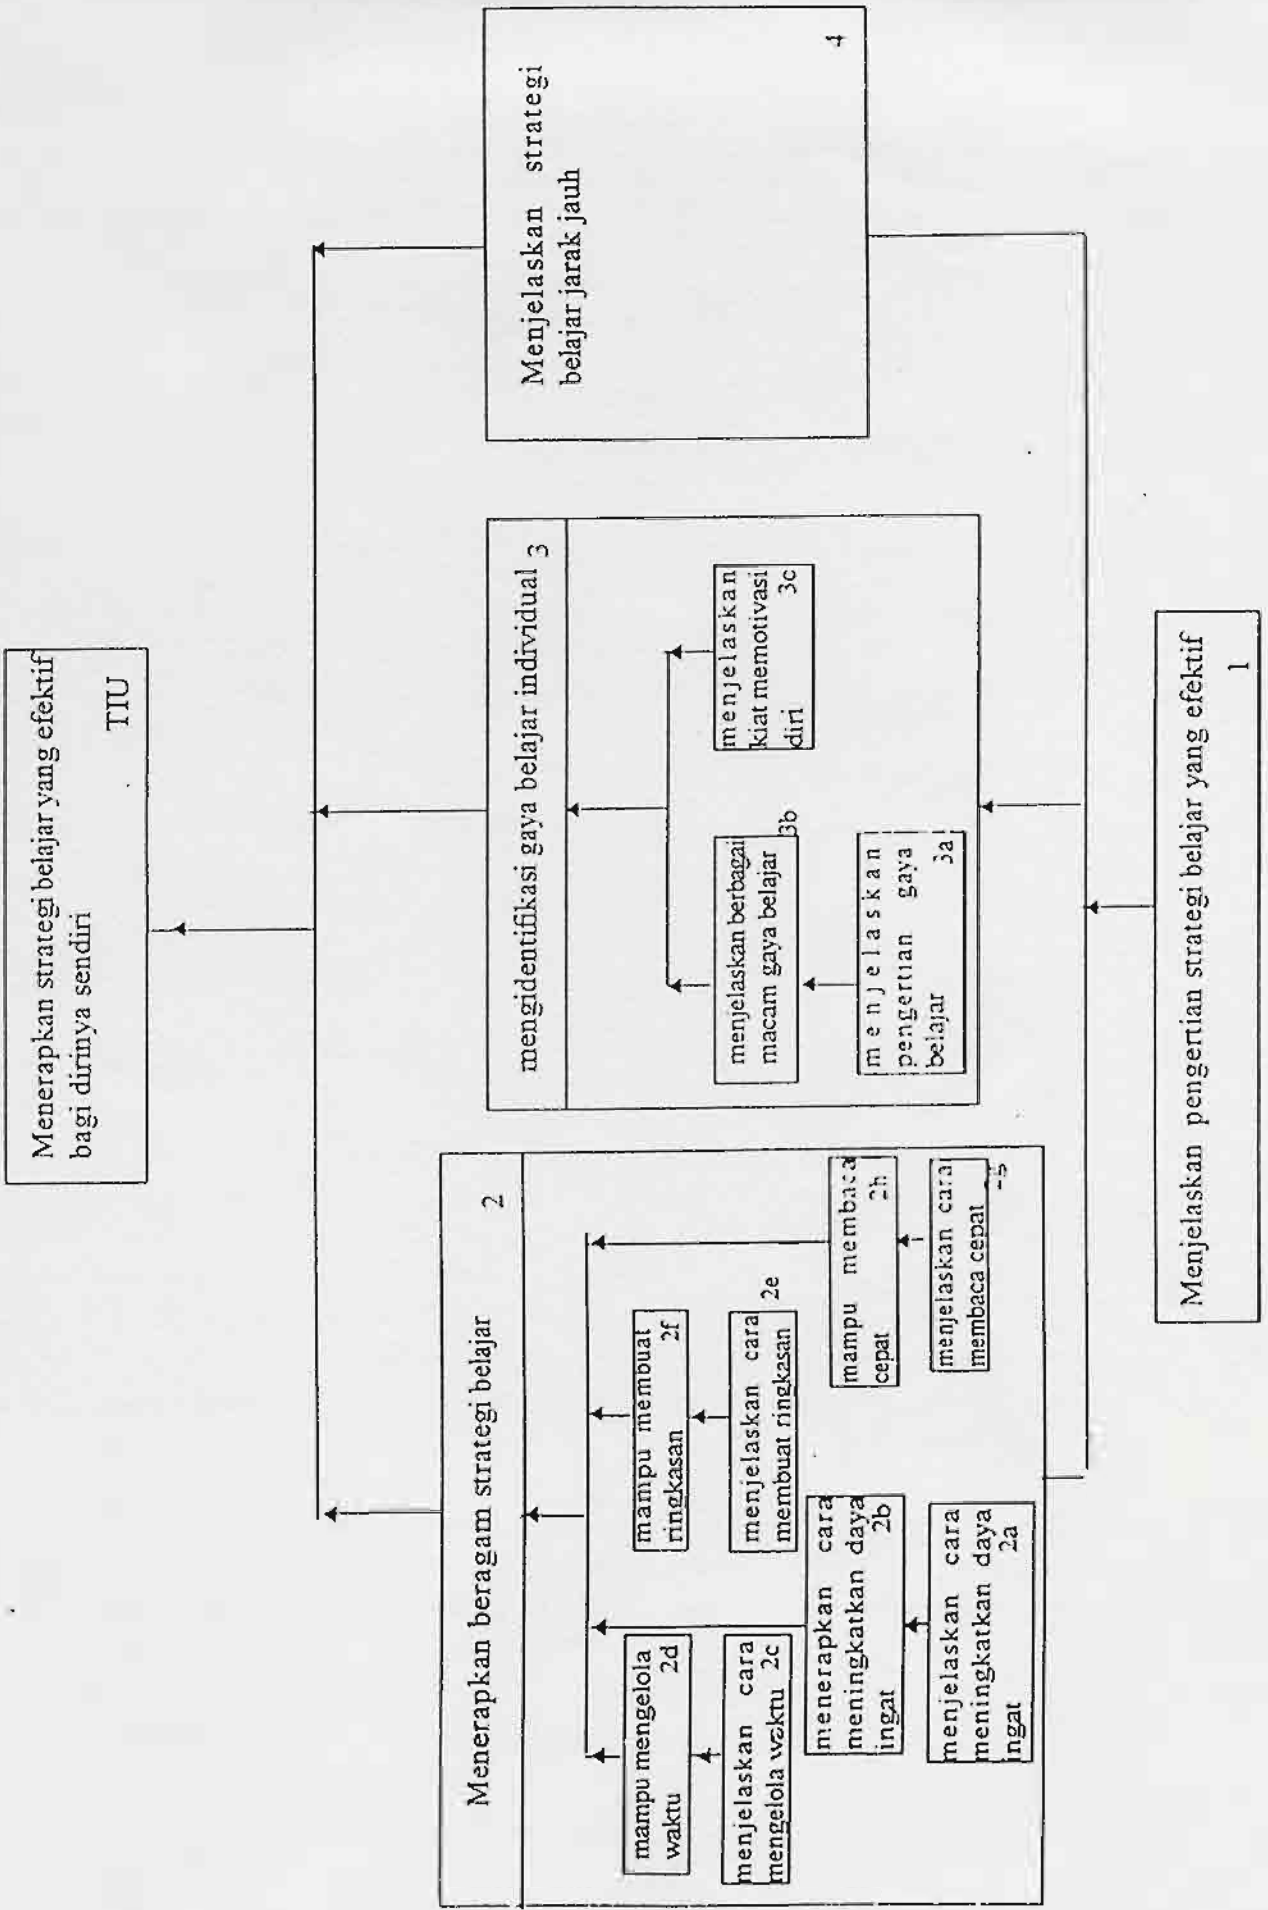 Menerapkan strategi belajar yang efektif
bagi dirinya sendiri
TIU
Menerapkan beragam strategi belajar
2
mampu mengelola
waktu 2d
menjelaskan cara
mengelola waktu 2c
menerapkan cara
meningkatkan daya
ingat 2b
menjelaskan cara
meningkatkan daya
ingat 2a
mampu membuat
ringkasan 2f
menjelaskan cara
membuat ringkasan
2e
mampu membaca
cepat 2h
menjelaskan cara
membaca cepat
mengidentifikasi gaya belajar individual
3
menjelaskan berbagai
macam gaya belajar
3b
menjelaskan
pengertian gaya
belajar 3a
menjelaskan
kiat memotivasi
diri 3c
Menjelaskan strategi
belajar jarak jauh
4
Menjelaskan pengertian strategi belajar yang efektif
1